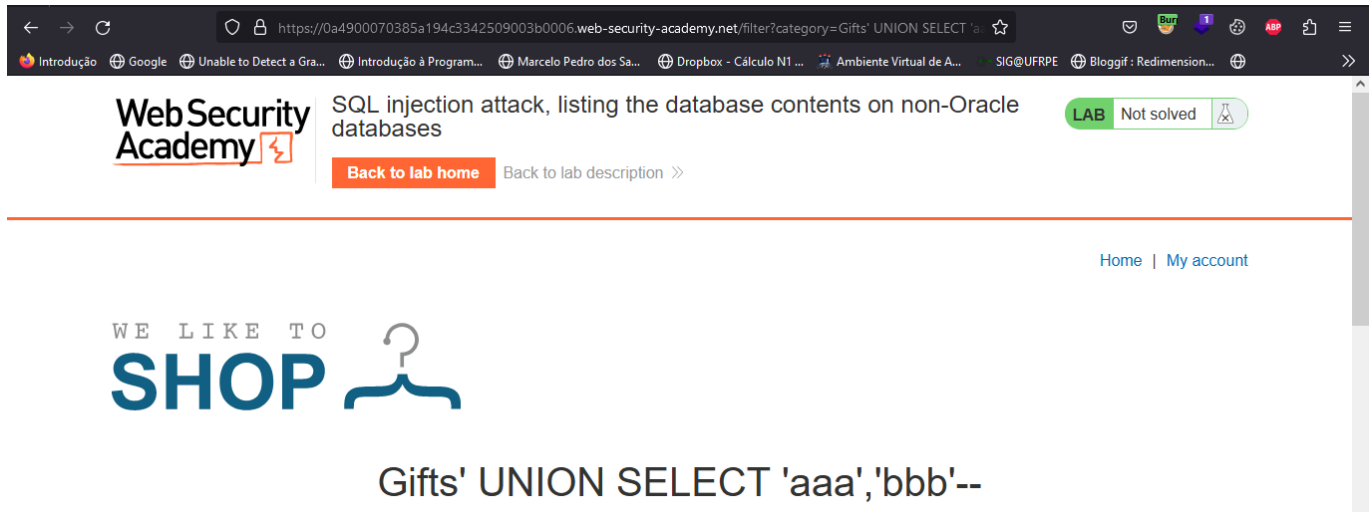 https://0a4900070385a194c3342509003b0006.web-security-academy.net/filter?category=Gifts' UNION SELECT 'a
Bur
1
ABP
Introdução
Google
Unable to Detect a Gra...
Introdução à Program...
Marcelo Pedro dos Sa...
Dropbox - Cálculo N1 ...
Ambiente Virtual de A...
SIG@UFRPE
Bloggif : Redimension...
Web Security
Academy
SQL injection attack, listing the database contents on non-Oracle
databases
LAB Not solved
Back to lab home
Back to lab description
Home | My account
WE LIKE TO
SHOP
Gifts' UNION SELECT 'aaa','bbb'--